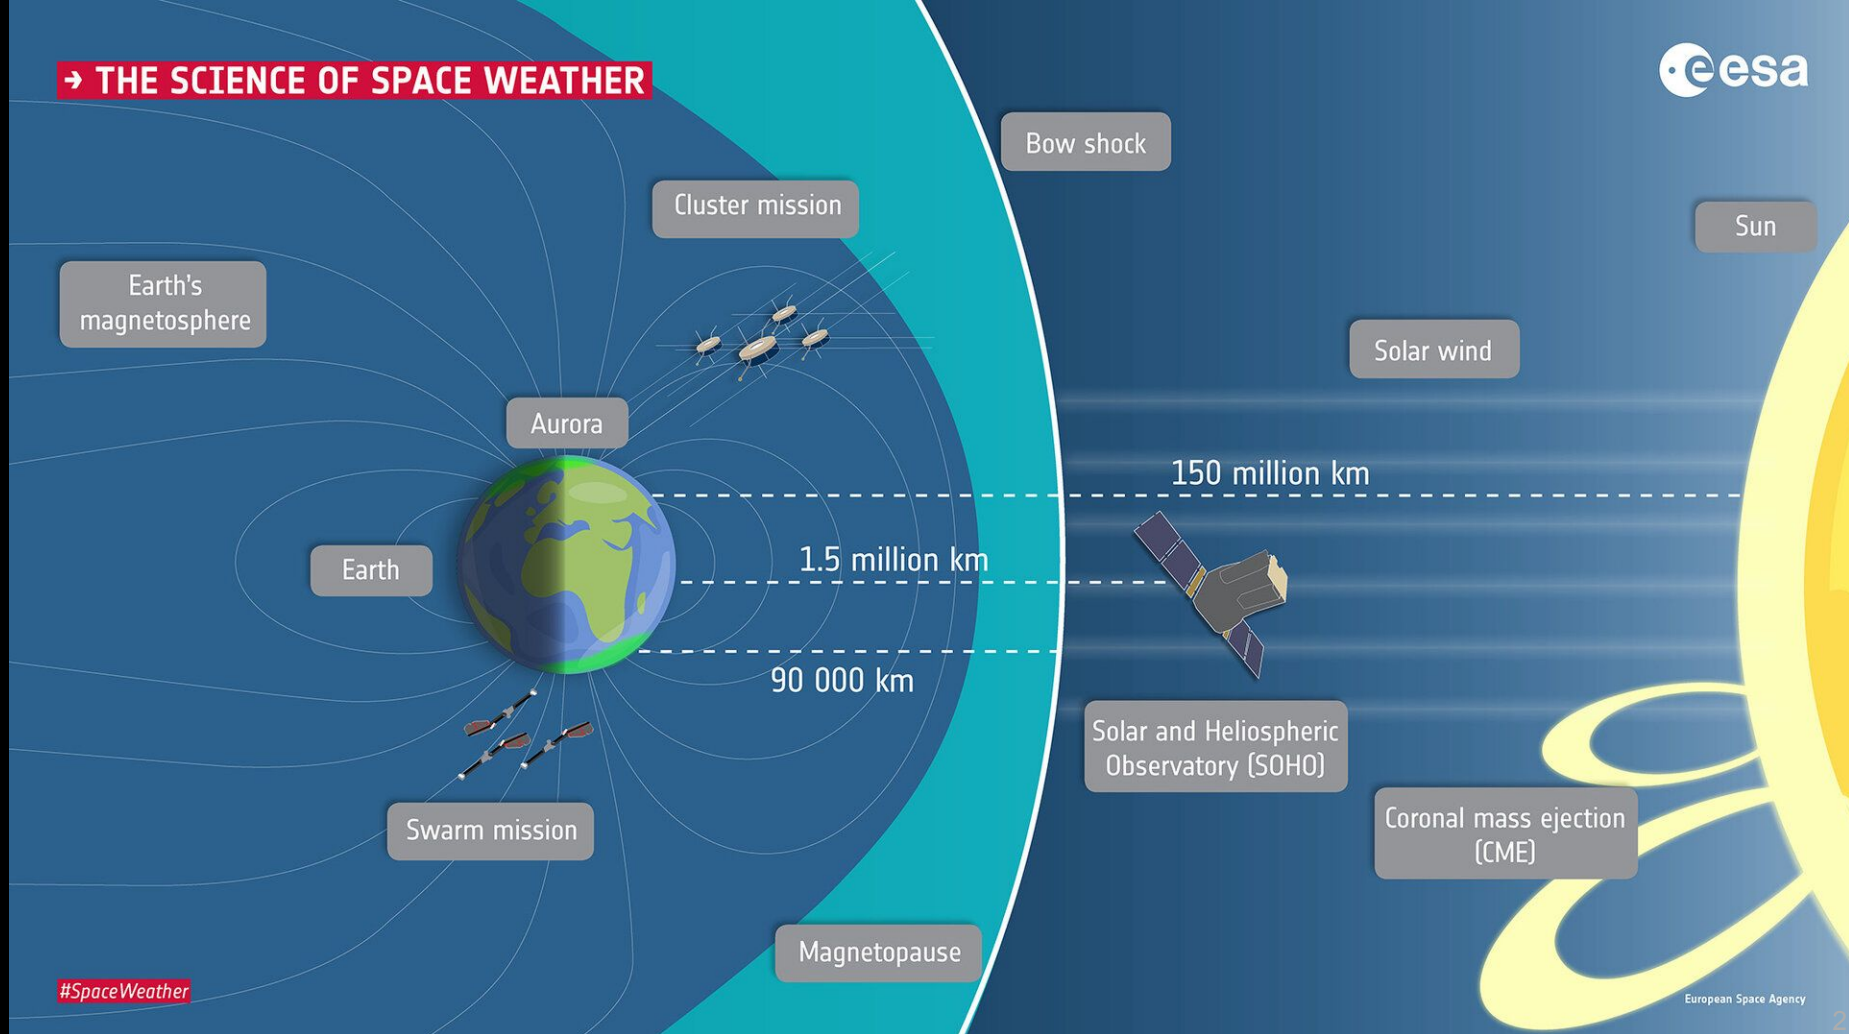 → THE SCIENCE OF SPACE WEATHER
esa
Bow shock
Cluster mission
Sun
Earth's
magnetosphere
Solar wind
Aurora
150 million km
1.5 million km
Earth
90 000 km
Solar and Heliospheric
Observatory (SOHO)
Swarm mission
Coronal mass ejection
(CME)
Magnetopause
#SpaceWeather
European Space Agency
2